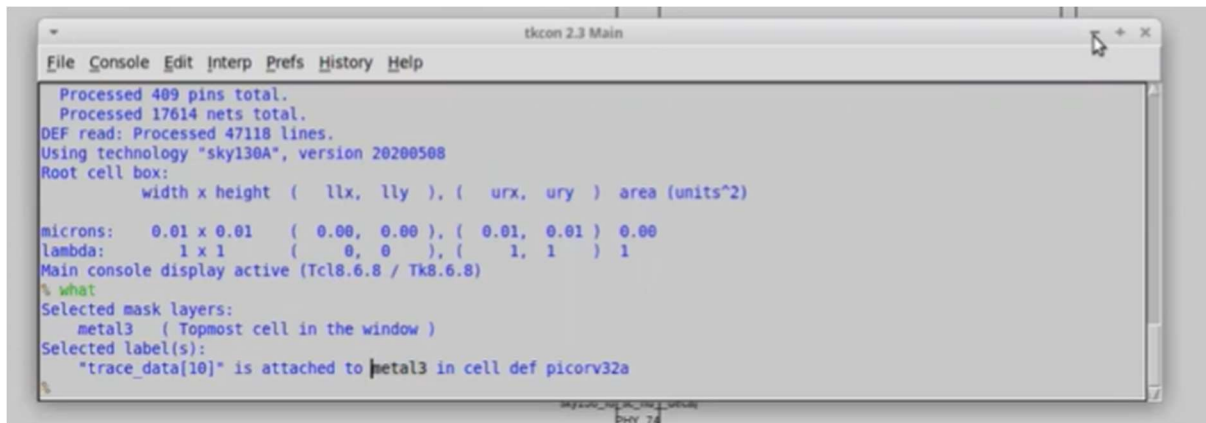 tkcon 2.3 Main
File Console Edit Interp Prefs History Help
Processed 409 pins total.
Processed 17614 nets total.
DEF read: Processed 47118 lines.
Using technology "sky130A", version 20200508
Root cell box:
width x height ( llx, lly ), ( urx, ury ) area (units^2)
microns: 0.01 x 0.01 ( 0.00, 0.00 ), ( 0.01, 0.01 ) 0.00
lambda: 1 x 1 ( 0, 0 ), ( 1, 1 ) 1
Main console display active (Tcl8.6.8 / Tk8.6.8)
% what
Selected mask layers:
metal3 ( Topmost cell in the window )
Selected label(s):
"trace_data[10]" is attached to metal3 in cell def picorv32a
%